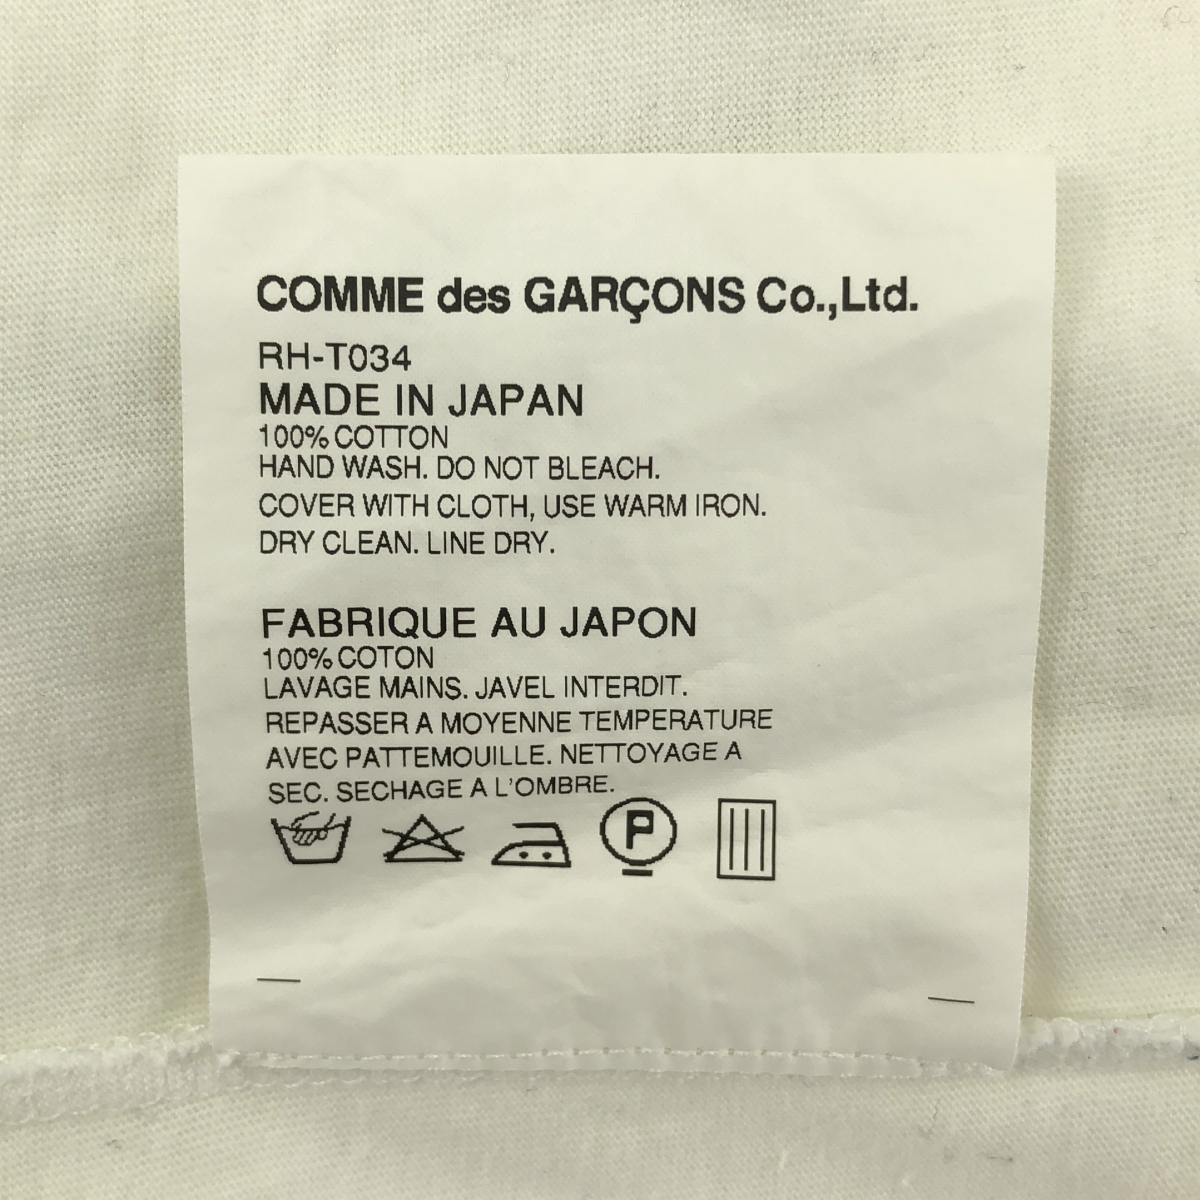 COMME des GARÇONS Co.,Ltd.
RH-T034
MADE IN JAPAN
100% COTTON
HAND WASH. DO NOT BLEACH.
COVER WITH CLOTH, USE WARM IRON.
DRY CLEAN. LINE DRY.
FABRIQUE AU JAPON
100% COTON
LAVAGE MAINS. JAVEL INTERDIT.
REPASSER A MOYENNE TEMPERATURE
AVEC PATTEMOUILLE. NETTOYAGE A
SEC. SECHAGE A L'OMBRE.
P